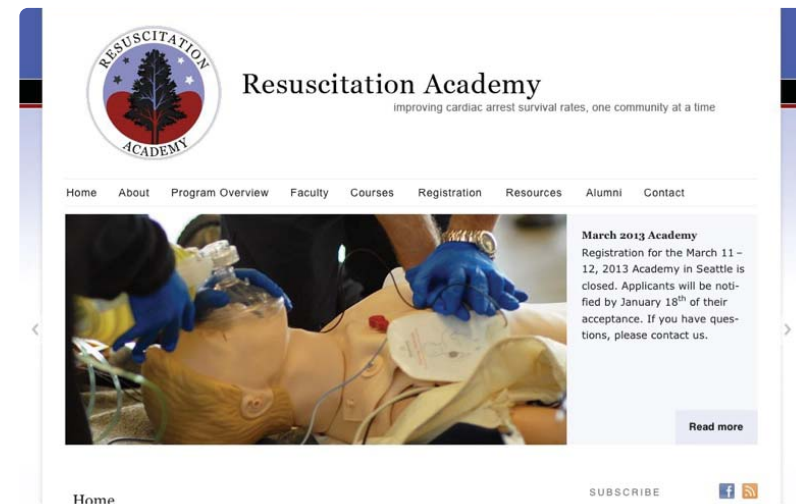 RESUSCITATION
ACADEMY
Resuscitation Academy
improving cardiac arrest survival rates, one community at a time
Home About Program Overview Faculty Courses Registration Resources Alumni Contact
March 2013 Academy
Registration for the March 11 –
12, 2013 Academy in Seattle is
closed. Applicants will be noti-
fied by January 18th of their
acceptance. If you have ques-
tions, please contact us.
Read more
Home
SUBSCRIBE